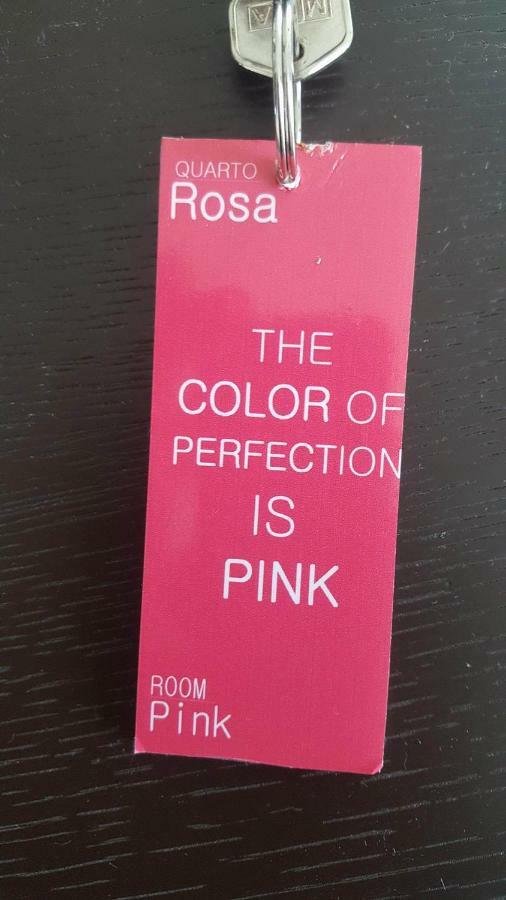 QUARTO
Rosa
THE
COLOR OF
PERFECTION
IS
PINK
ROOM
Pink